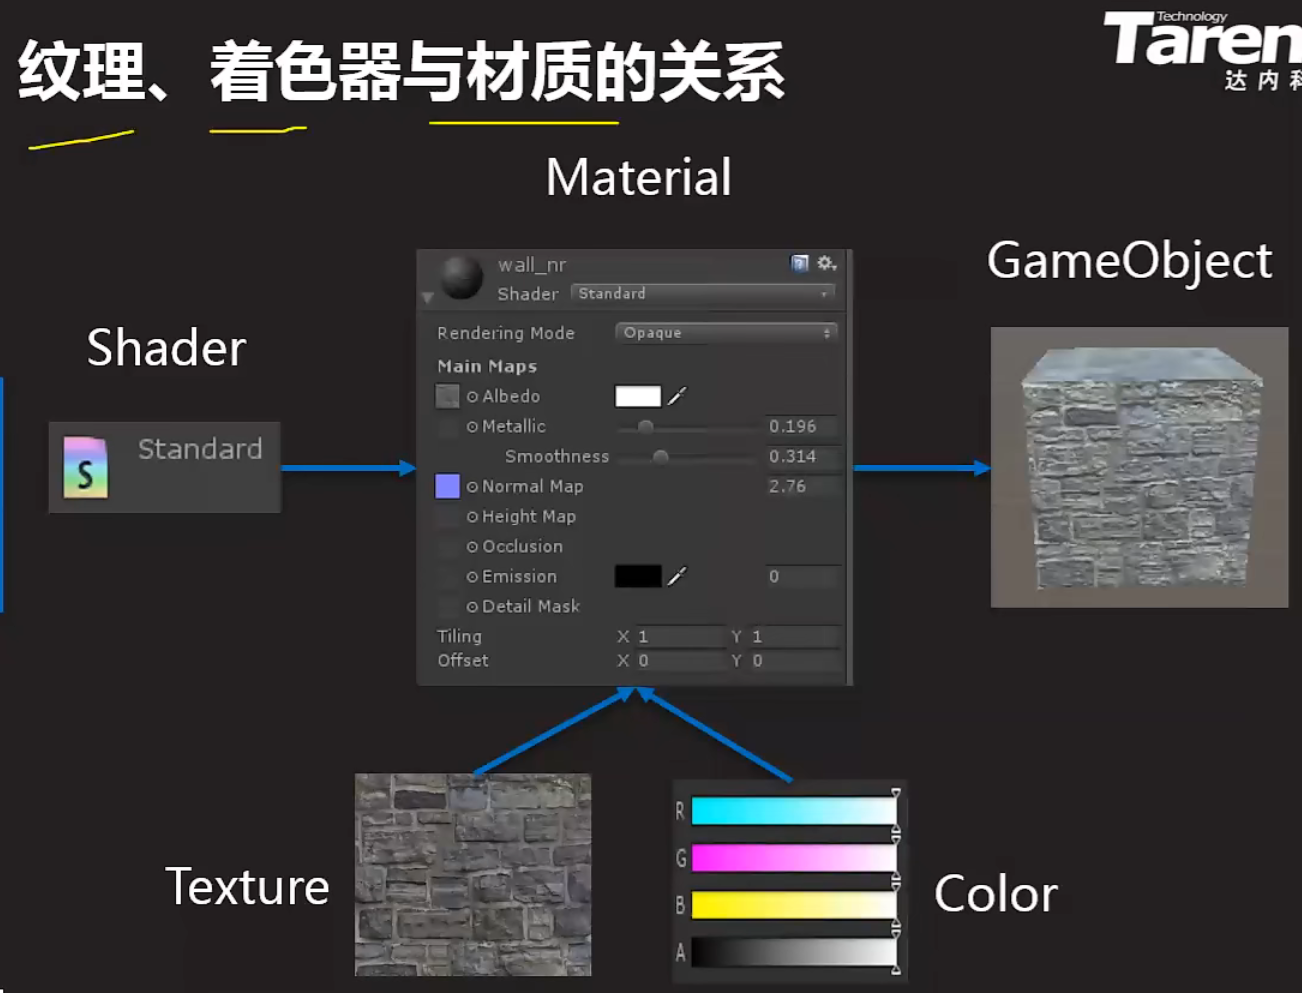 纹理、着色器与材质的关系
Technology
Taren
达内科
Material
GameObject
Shader
S
Standard
wall_nr
Shader Standard
Rendering Mode Opaque
Main Maps
Albedo
Metallic 0.196
Smoothness 0.314
Normal Map 2.76
Height Map
Occlusion
Emission 0
Detail Mask
Tiling X 1 Y 1
Offset X 0 Y 0
Texture
R
G
B
A
Color